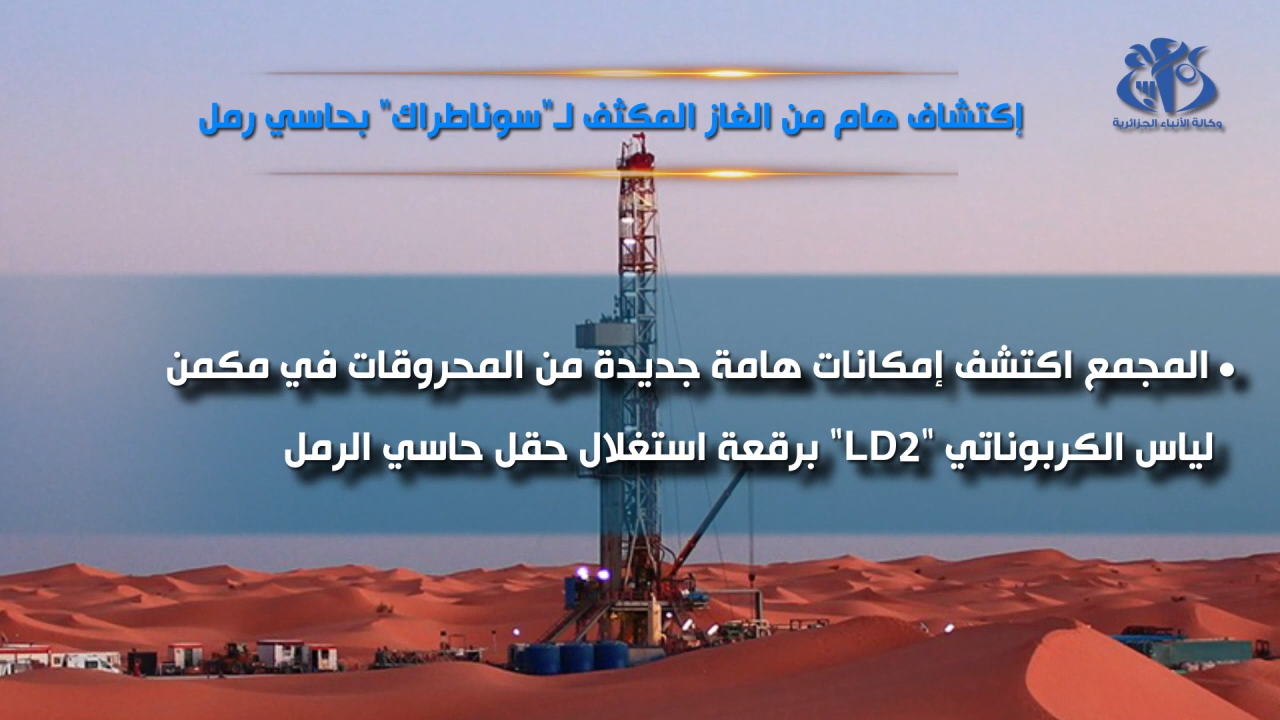 وكالة الأنباء الجزائرية
إكتشاف هام من الغاز المكثف لـ"سوناطراك" بحاسي رمل
• المجمع اكتشف إمكانات هامة جديدة من المحروقات في مكمن
لياس الكربوناتي "LD2" برقعة استغلال حقل حاسي الرمل